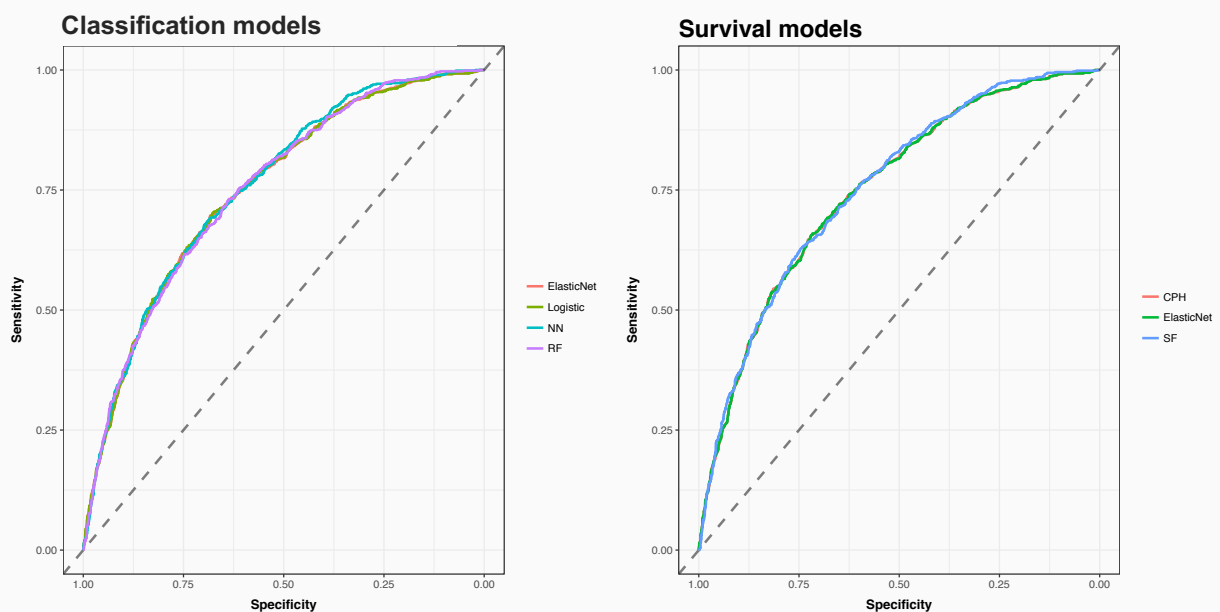 Classification models
Survival models
1.00
0.75
0.50
0.25
0.00
Sensitivity
1.00
0.75
0.50
0.25
0.00
Specificity
ElasticNet
Logistic
NN
RF
1.00
0.75
0.50
0.25
0.00
Sensitivity
1.00
0.75
0.50
0.25
0.00
Specificity
CPH
ElasticNet
SF